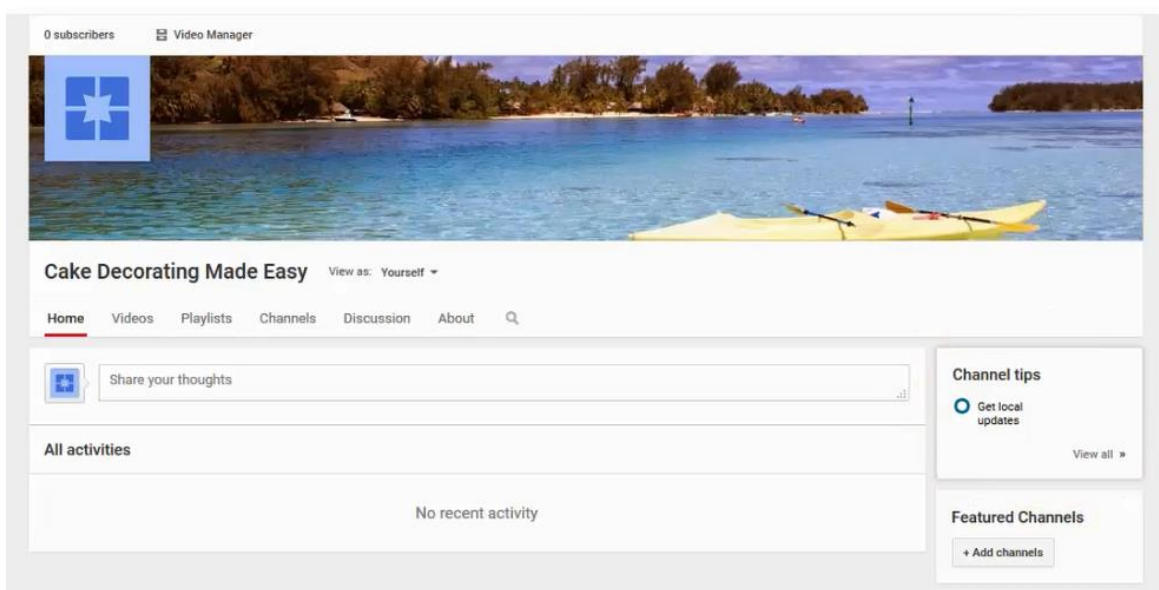 0 subscribers Video Manager
Cake Decorating Made Easy View as: Yourself
Home Videos Playlists Channels Discussion About
Share your thoughts
All activities
No recent activity
Channel tips
Get local
updates
View all »
Featured Channels
+ Add channels